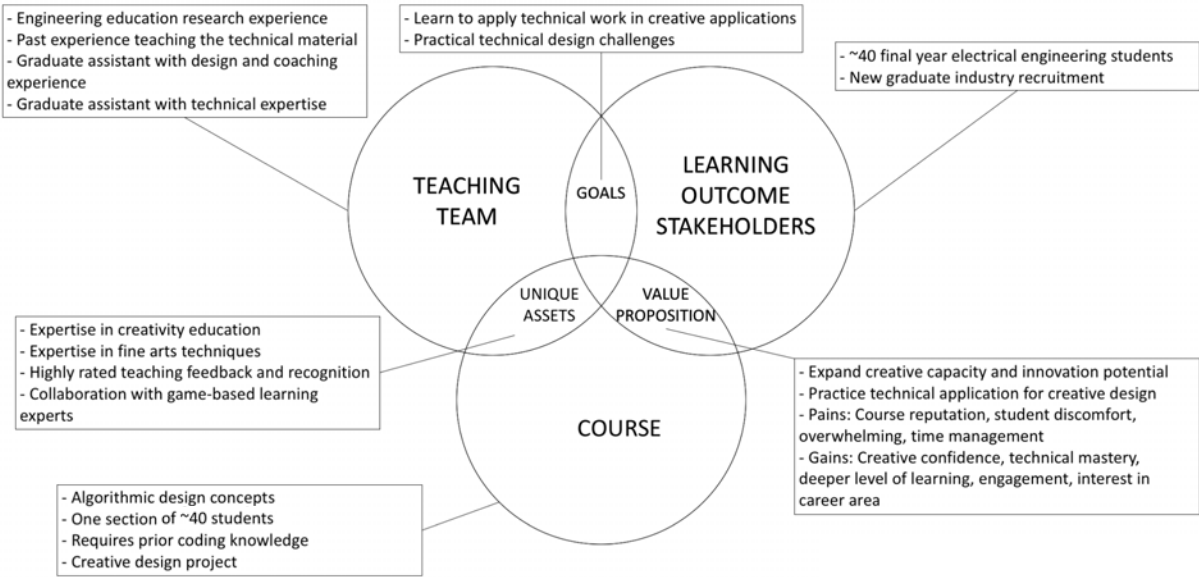 - Engineering education research experience
- Past experience teaching the technical material
- Graduate assistant with design and coaching
experience
- Graduate assistant with technical expertise
- Learn to apply technical work in creative applications
- Practical technical design challenges
- ~40 final year electrical engineering students
- New graduate industry recruitment
TEACHING
TEAM
GOALS
LEARNING
OUTCOME
STAKEHOLDERS
UNIQUE
ASSETS
VALUE
PROPOSITION
- Expertise in creativity education
- Expertise in fine arts techniques
- Highly rated teaching feedback and recognition
- Collaboration with game-based learning
experts
- Expand creative capacity and innovation potential
- Practice technical application for creative design
- Pains: Course reputation, student discomfort,
overwhelming, time management
- Gains: Creative confidence, technical mastery,
deeper level of learning, engagement, interest in
career area
COURSE
- Algorithmic design concepts
- One section of ~40 students
- Requires prior coding knowledge
- Creative design project